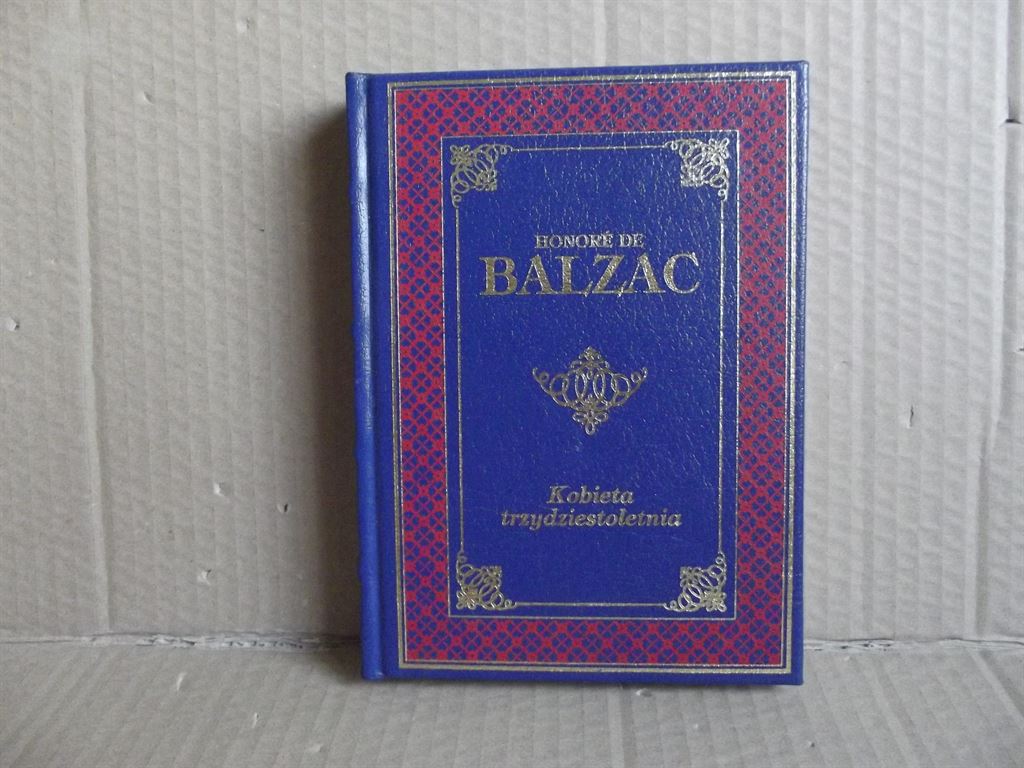 HONORÉ DE
BALZAC
Kobieta
trzydziestoletnia